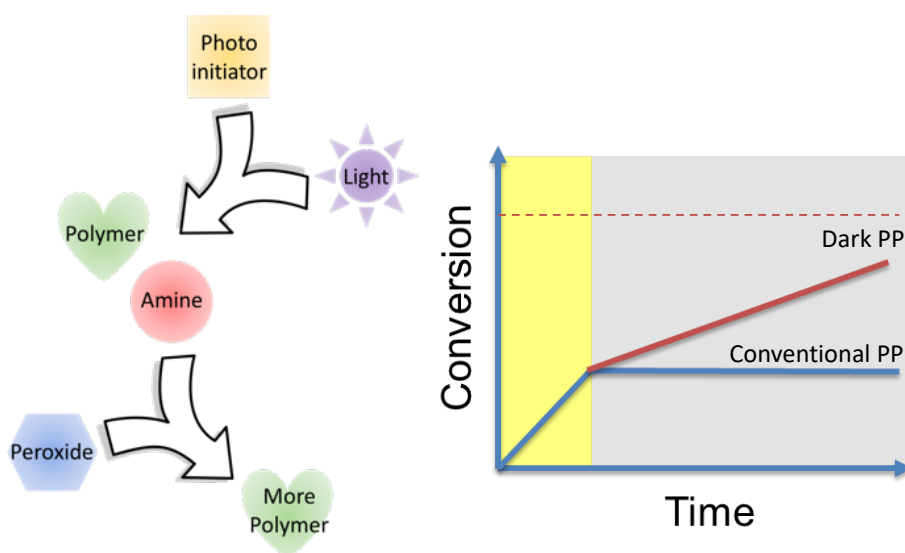 Photo
initiator
Light
Polymer
Amine
Peroxide
More
Polymer
Conversion
Dark PP
Conventional PP
Time